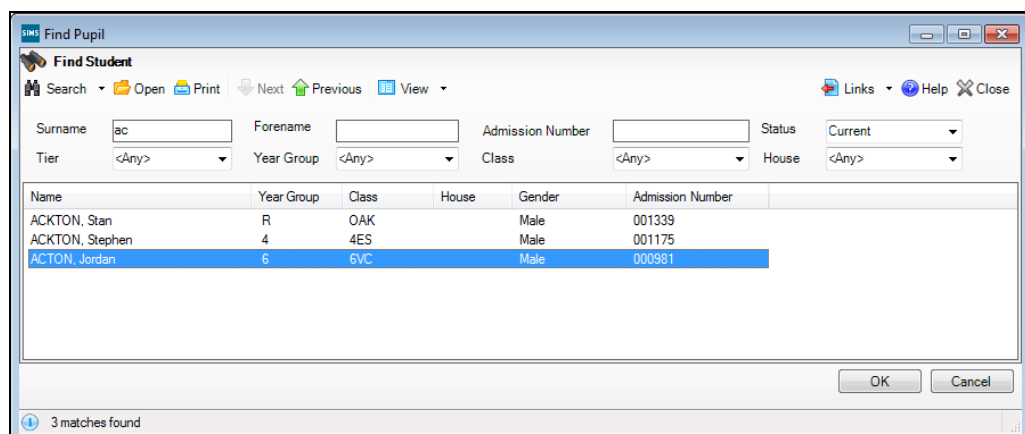 SIMS Find Pupil
Find Student
Search Open Print Next Previous View Links Help Close
Surname ac Forename Admission Number Status Current
Tier <Any> Year Group <Any> Class <Any> House <Any>
Name Year Group Class House Gender Admission Number
ACKTON, Stan R OAK Male 001339
ACKTON, Stephen 4 4ES Male 001175
ACTON, Jordan 6 6VC Male 000981
OK Cancel
3 matches found